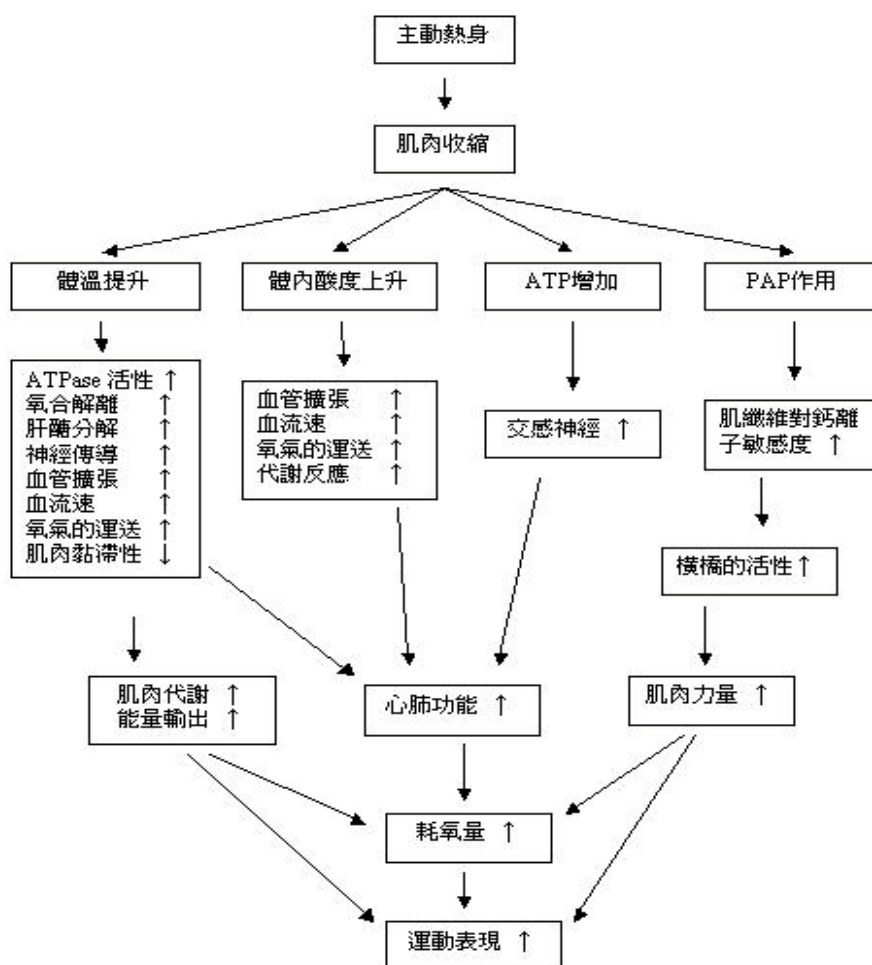 主動熱身
肌肉收縮
體溫提升
體內酸度上升
ATP增加
PAP作用
ATPase 活性 ↑
氧合解離 ↑
肝醣分解 ↑
神經傳導 ↑
血管擴張 ↑
血流速 ↑
氧氣的運送 ↑
肌肉黏滯性 ↓
血管擴張 ↑
血流速 ↑
氧氣的運送 ↑
代謝反應 ↑
交感神經 ↑
肌纖維對鈣離
子敏感度 ↑
橫橋的活性↑
肌肉代謝 ↑
能量輸出 ↑
心肺功能 ↑
肌肉力量 ↑
耗氧量 ↑
運動表現 ↑